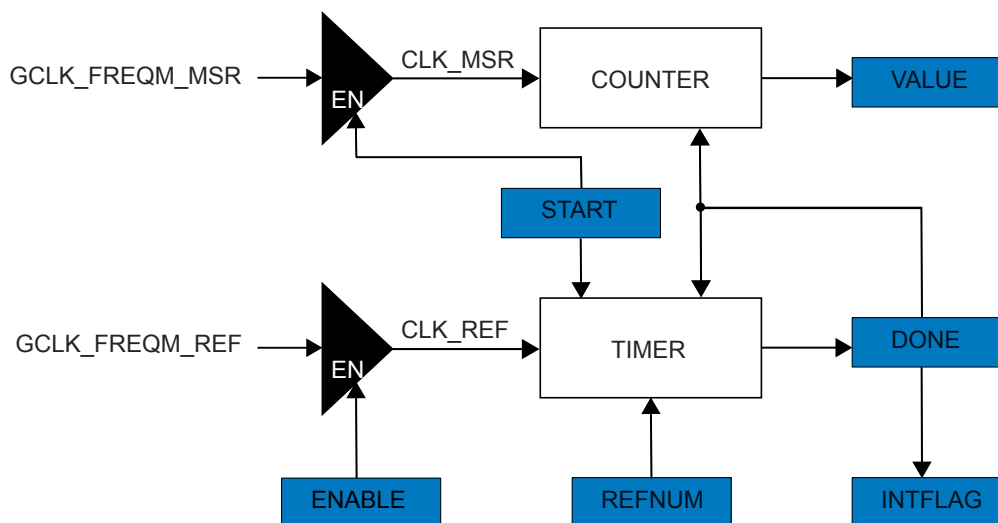 GCLK_FREQM_MSR
EN
CLK_MSR
COUNTER
VALUE
START
GCLK_FREQM_REF
EN
CLK_REF
TIMER
DONE
ENABLE
REFNUM
INTFLAG